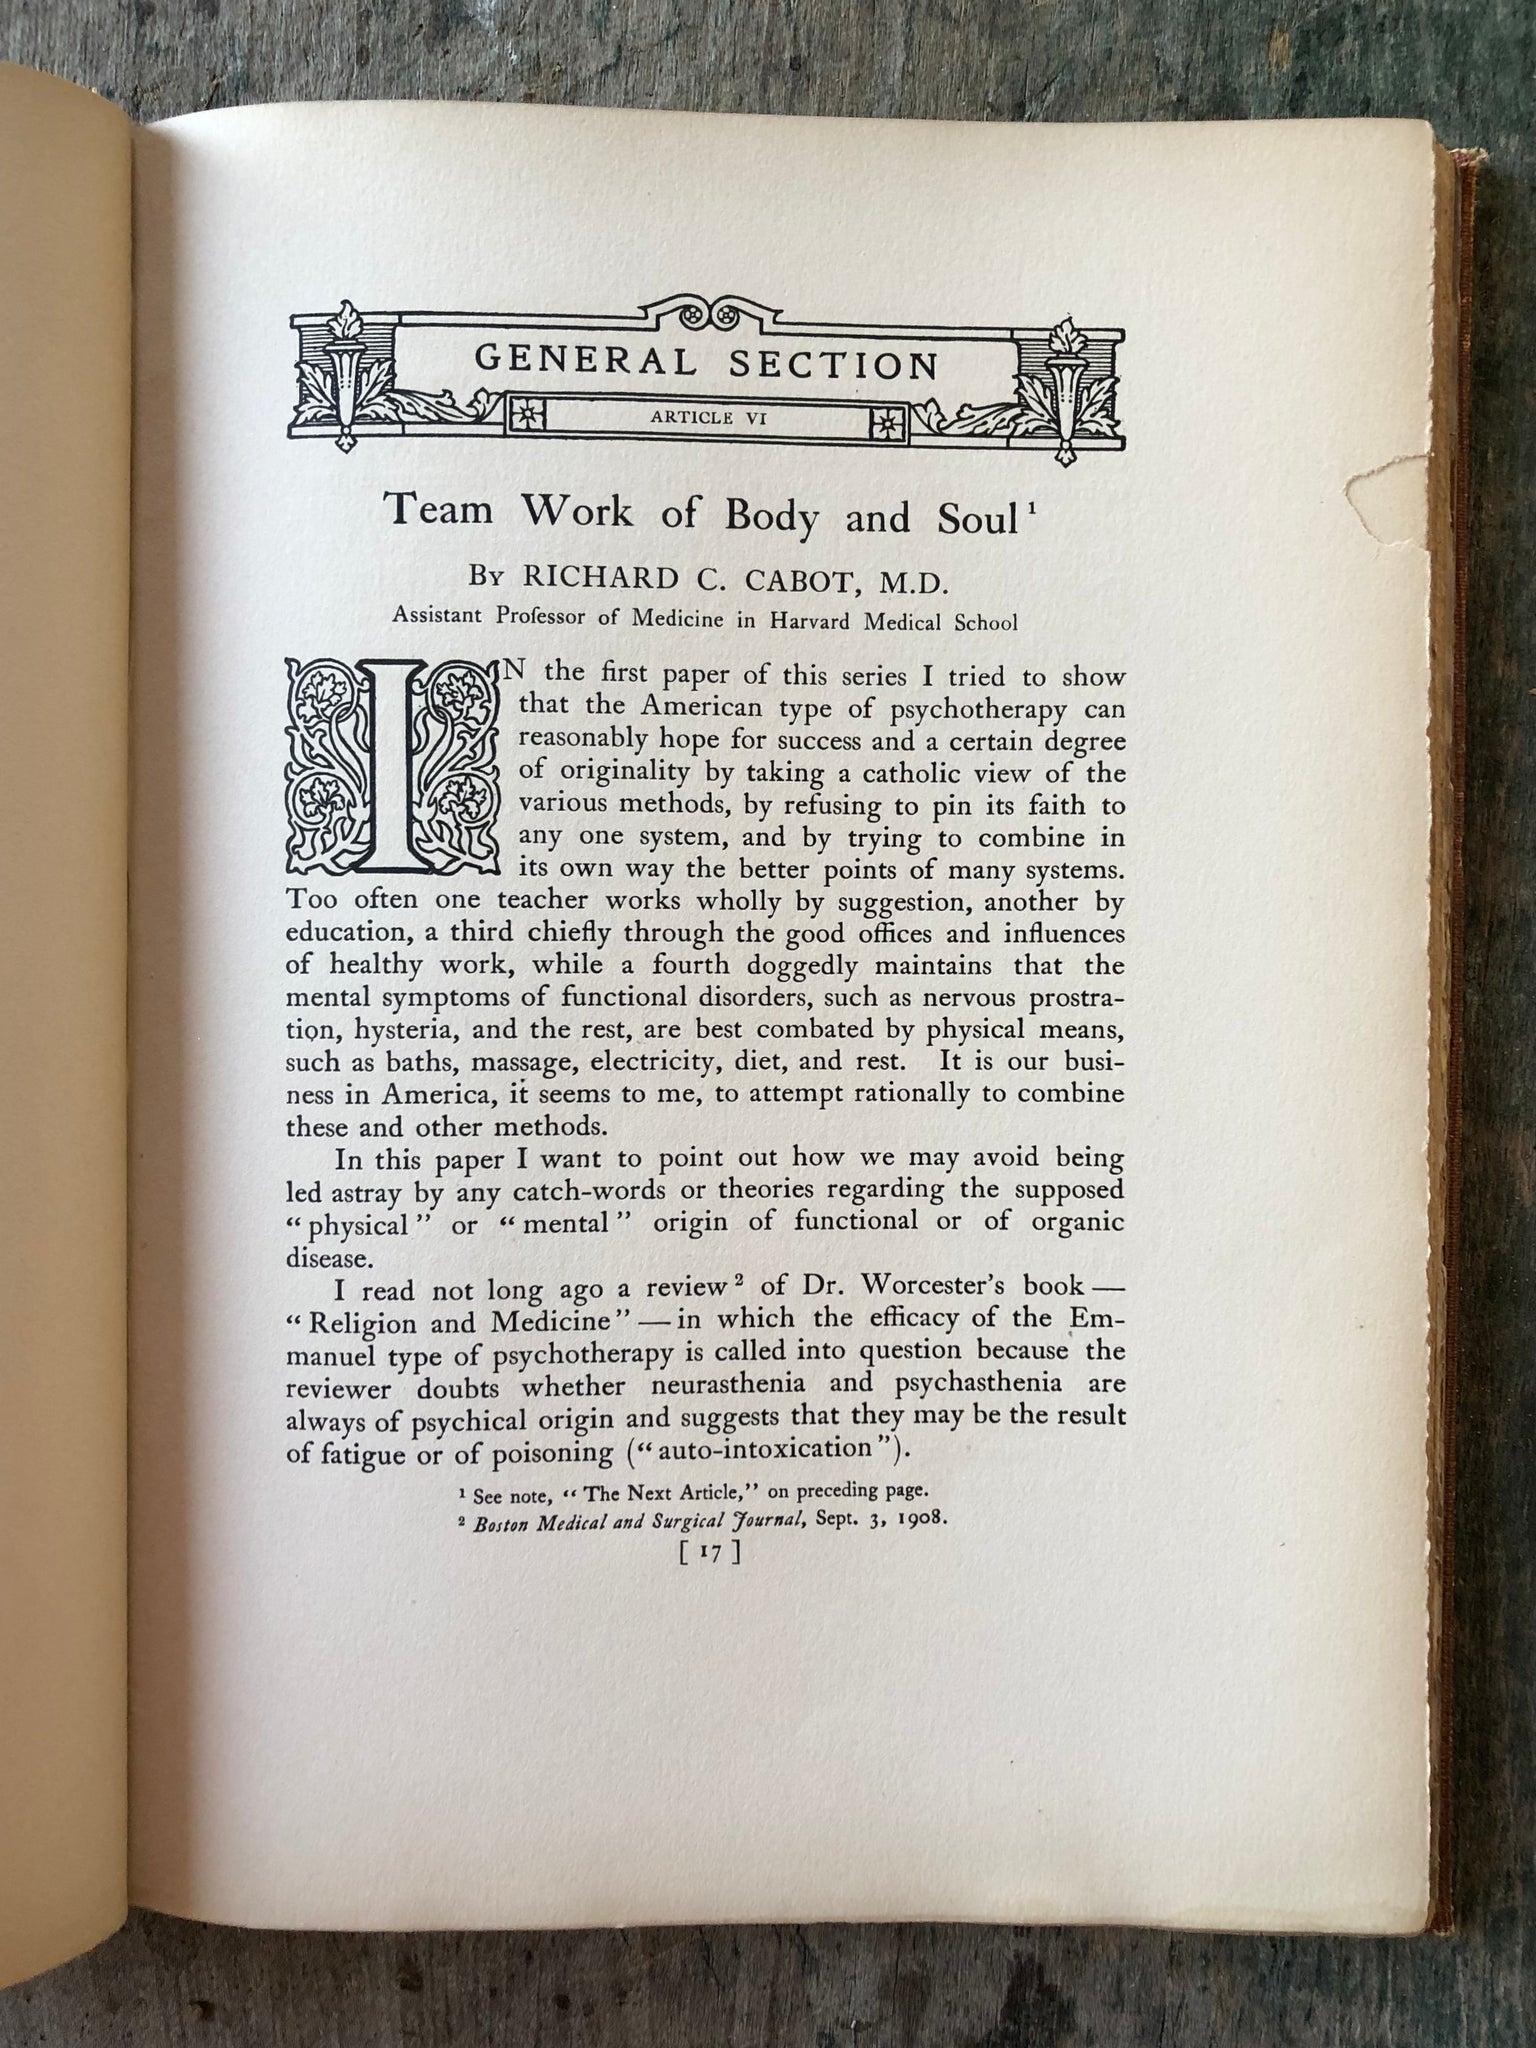 GENERAL SECTION
ARTICLE VI
Team Work of Body and Soul¹
By RICHARD C. CABOT, M.D.
Assistant Professor of Medicine in Harvard Medical School
IN the first paper of this series I tried to show
that the American type of psychotherapy can
reasonably hope for success and a certain degree
of originality by taking a catholic view of the
various methods, by refusing to pin its faith to
any one system, and by trying to combine in
its own way the better points of many systems.
Too often one teacher works wholly by suggestion, another by
education, a third chiefly through the good offices and influences
of healthy work, while a fourth doggedly maintains that the
mental symptoms of functional disorders, such as nervous prostra-
tion, hysteria, and the rest, are best combated by physical means,
such as baths, massage, electricity, diet, and rest. It is our busi-
ness in America, it seems to me, to attempt rationally to combine
these and other methods.
In this paper I want to point out how we may avoid being
led astray by any catch-words or theories regarding the supposed
“physical” or “mental” origin of functional or of organic
disease.
I read not long ago a review² of Dr. Worcester’s book —
“Religion and Medicine” — in which the efficacy of the Em-
manuel type of psychotherapy is called into question because the
reviewer doubts whether neurasthenia and psychasthenia are
always of psychical origin and suggests that they may be the result
of fatigue or of poisoning (“auto-intoxication”).
¹ See note, “The Next Article,” on preceding page.
² Boston Medical and Surgical Journal, Sept. 3, 1908.
[ 17 ]